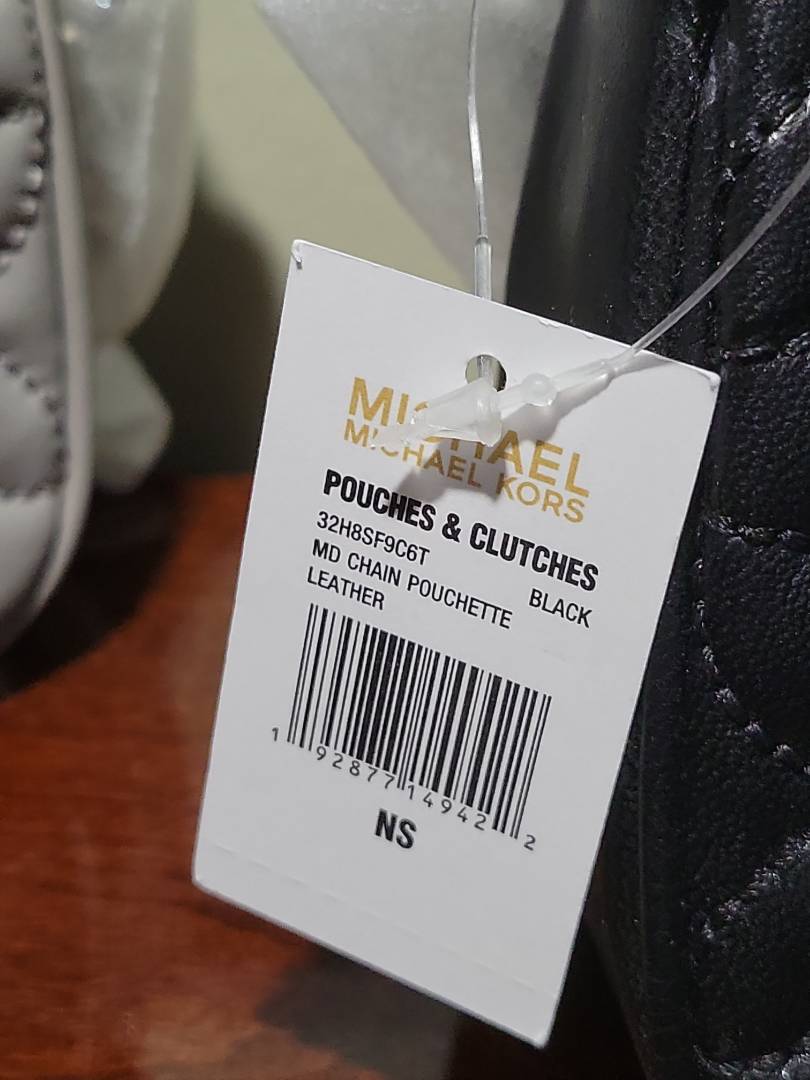 MICHAEL
MICHAEL KORS
POUCHES & CLUTCHES
32H8SF9C6T
BLACK
MD CHAIN POUCHETTE
LEATHER
1 92877 14942 2
NS